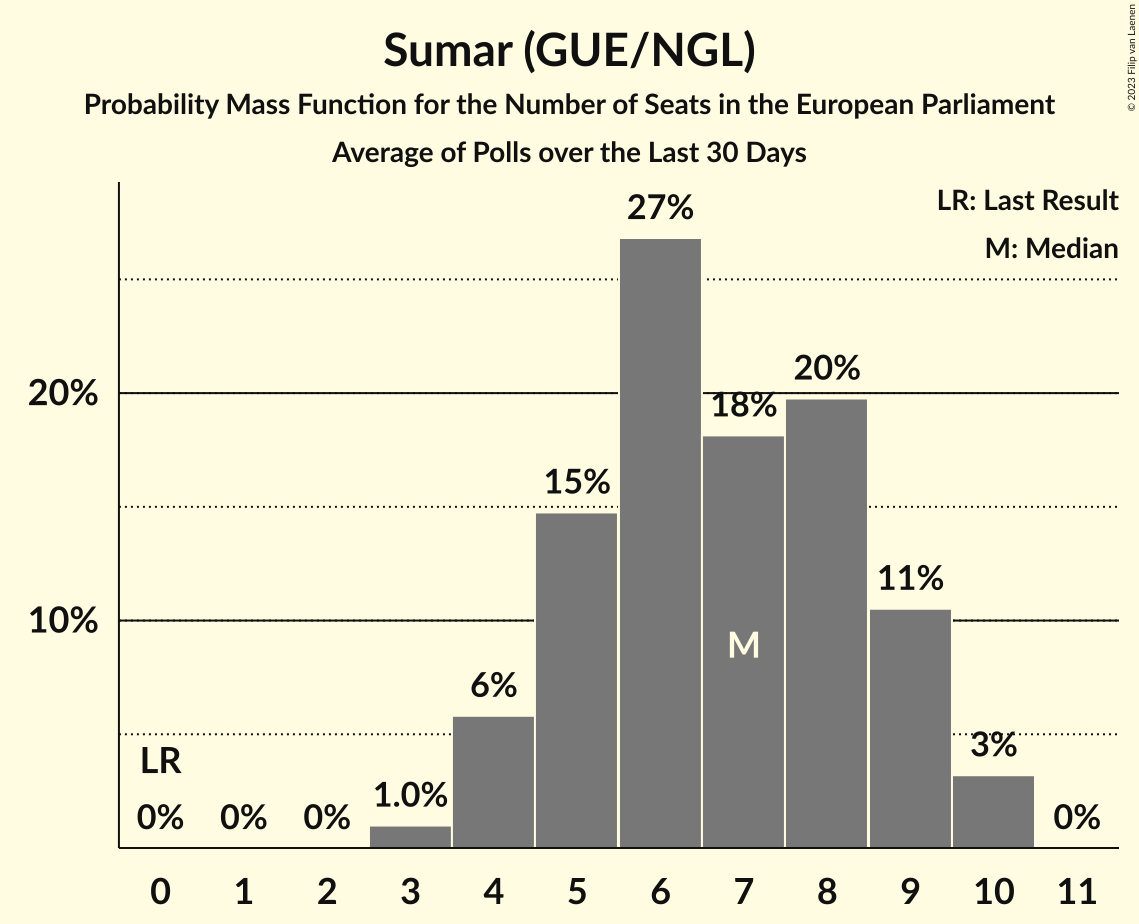 Sumar (GUE/NGL)
Probability Mass Function for the Number of Seats in the European Parliament
Average of Polls over the Last 30 Days
© 2023 Filip van Laenen
LR: Last Result
M: Median
27%
20%
20%
18%
15%
11%
10%
M
6%
3%
LR
1.0%
0% 0% 0% 0%
0 1 2 3 4 5 6 7 8 9 10 11